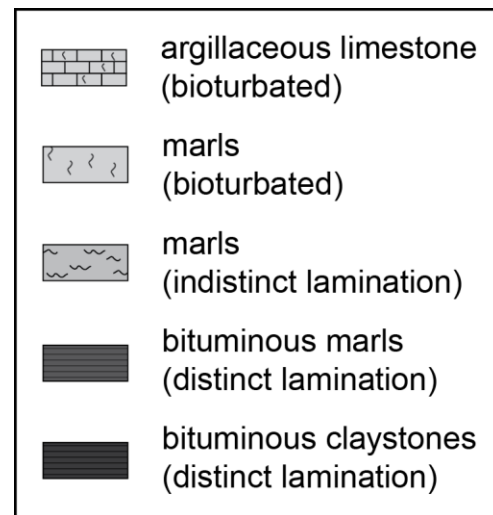 argillaceous limestone
(bioturbated)
marls
(bioturbated)
marls
(indistinct lamination)
bituminous marls
(distinct lamination)
bituminous claystones
(distinct lamination)